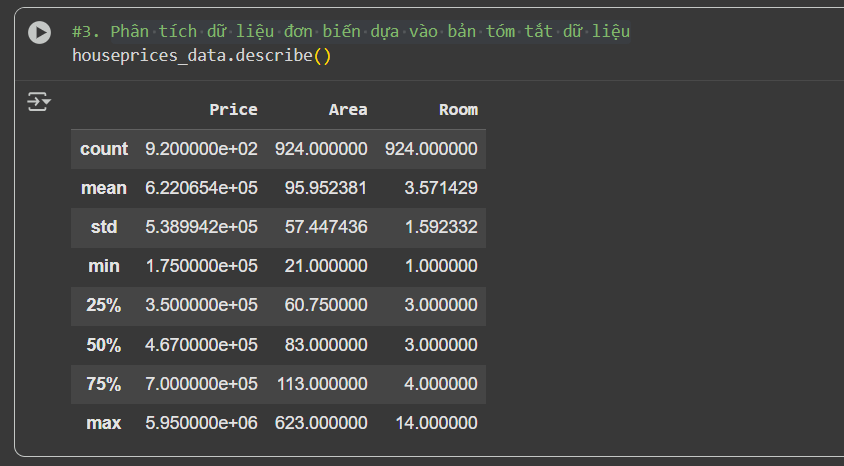 #3. Phân tích dữ liệu đơn biến dựa vào bản tóm tắt dữ liệu
houseprices_data.describe()
Price Area Room
count 9.200000e+02 924.000000 924.000000
mean 6.220654e+05 95.952381 3.571429
std 5.389942e+05 57.447436 1.592332
min 1.750000e+05 21.000000 1.000000
25% 3.500000e+05 60.750000 3.000000
50% 4.670000e+05 83.000000 3.000000
75% 7.000000e+05 113.000000 4.000000
max 5.950000e+06 623.000000 14.000000